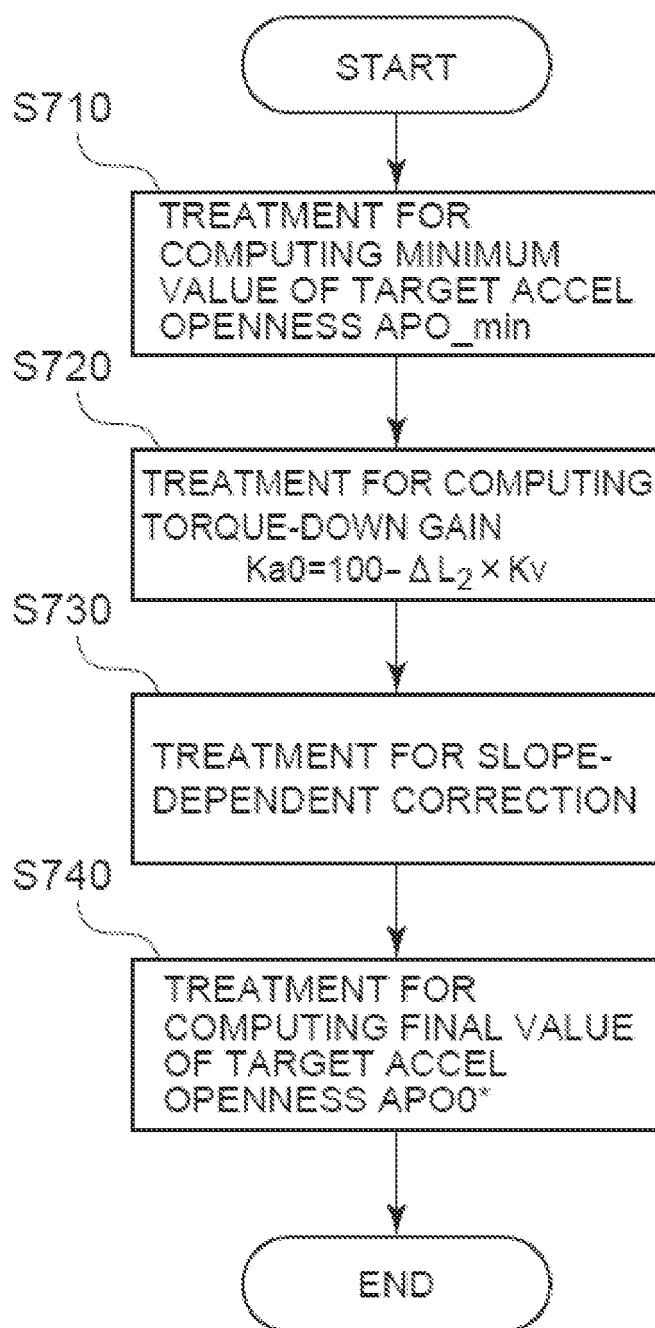 START
S710
TREATMENT FOR
COMPUTING MINIMUM
VALUE OF TARGET ACCEL
OPENNESS APO_min
S720
TREATMENT FOR COMPUTING
TORQUE-DOWN GAIN
Ka0=100-ΔL₂×Kv
S730
TREATMENT FOR SLOPE-
DEPENDENT CORRECTION
S740
TREATMENT FOR
COMPUTING FINAL VALUE
OF TARGET ACCEL
OPENNESS APO0*
END